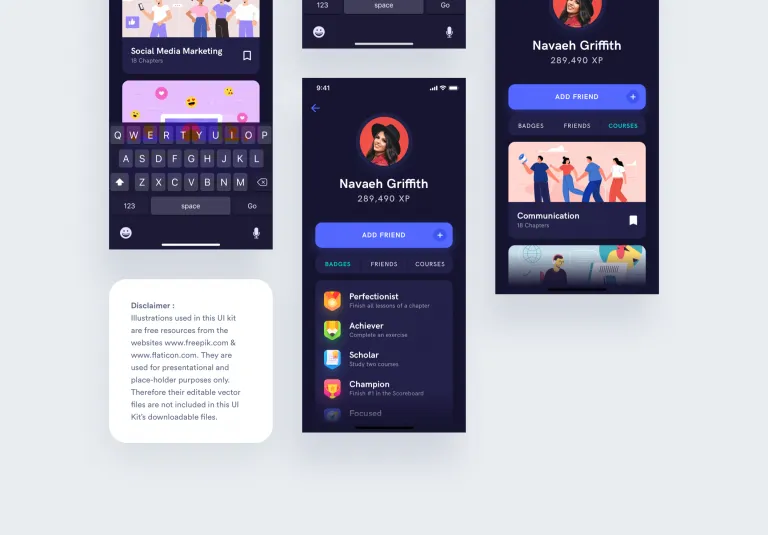 Social Media Marketing
18 Chapters
Q W E R T Y U I O P
A S D F G H J K L
Z X C V B N M
123 space Go
Disclaimer :
Illustrations used in this UI kit
are free resources from the
websites www.freepik.com &
www.flaticon.com. They are
used for presentational and
place-holder purposes only.
Therefore their editable vector
files are not included in this UI
Kit's downloadable files.
123 space Go
9:41
Navaeh Griffith
289,490 XP
ADD FRIEND
BADGES FRIENDS COURSES
Perfectionist
Finish all lessons of a chapter
Achiever
Complete an exercise
Scholar
Study two courses
Champion
Finish #1 in the Scoreboard
Focused
Navaeh Griffith
289,490 XP
ADD FRIEND
BADGES FRIENDS COURSES
Communication
18 Chapters